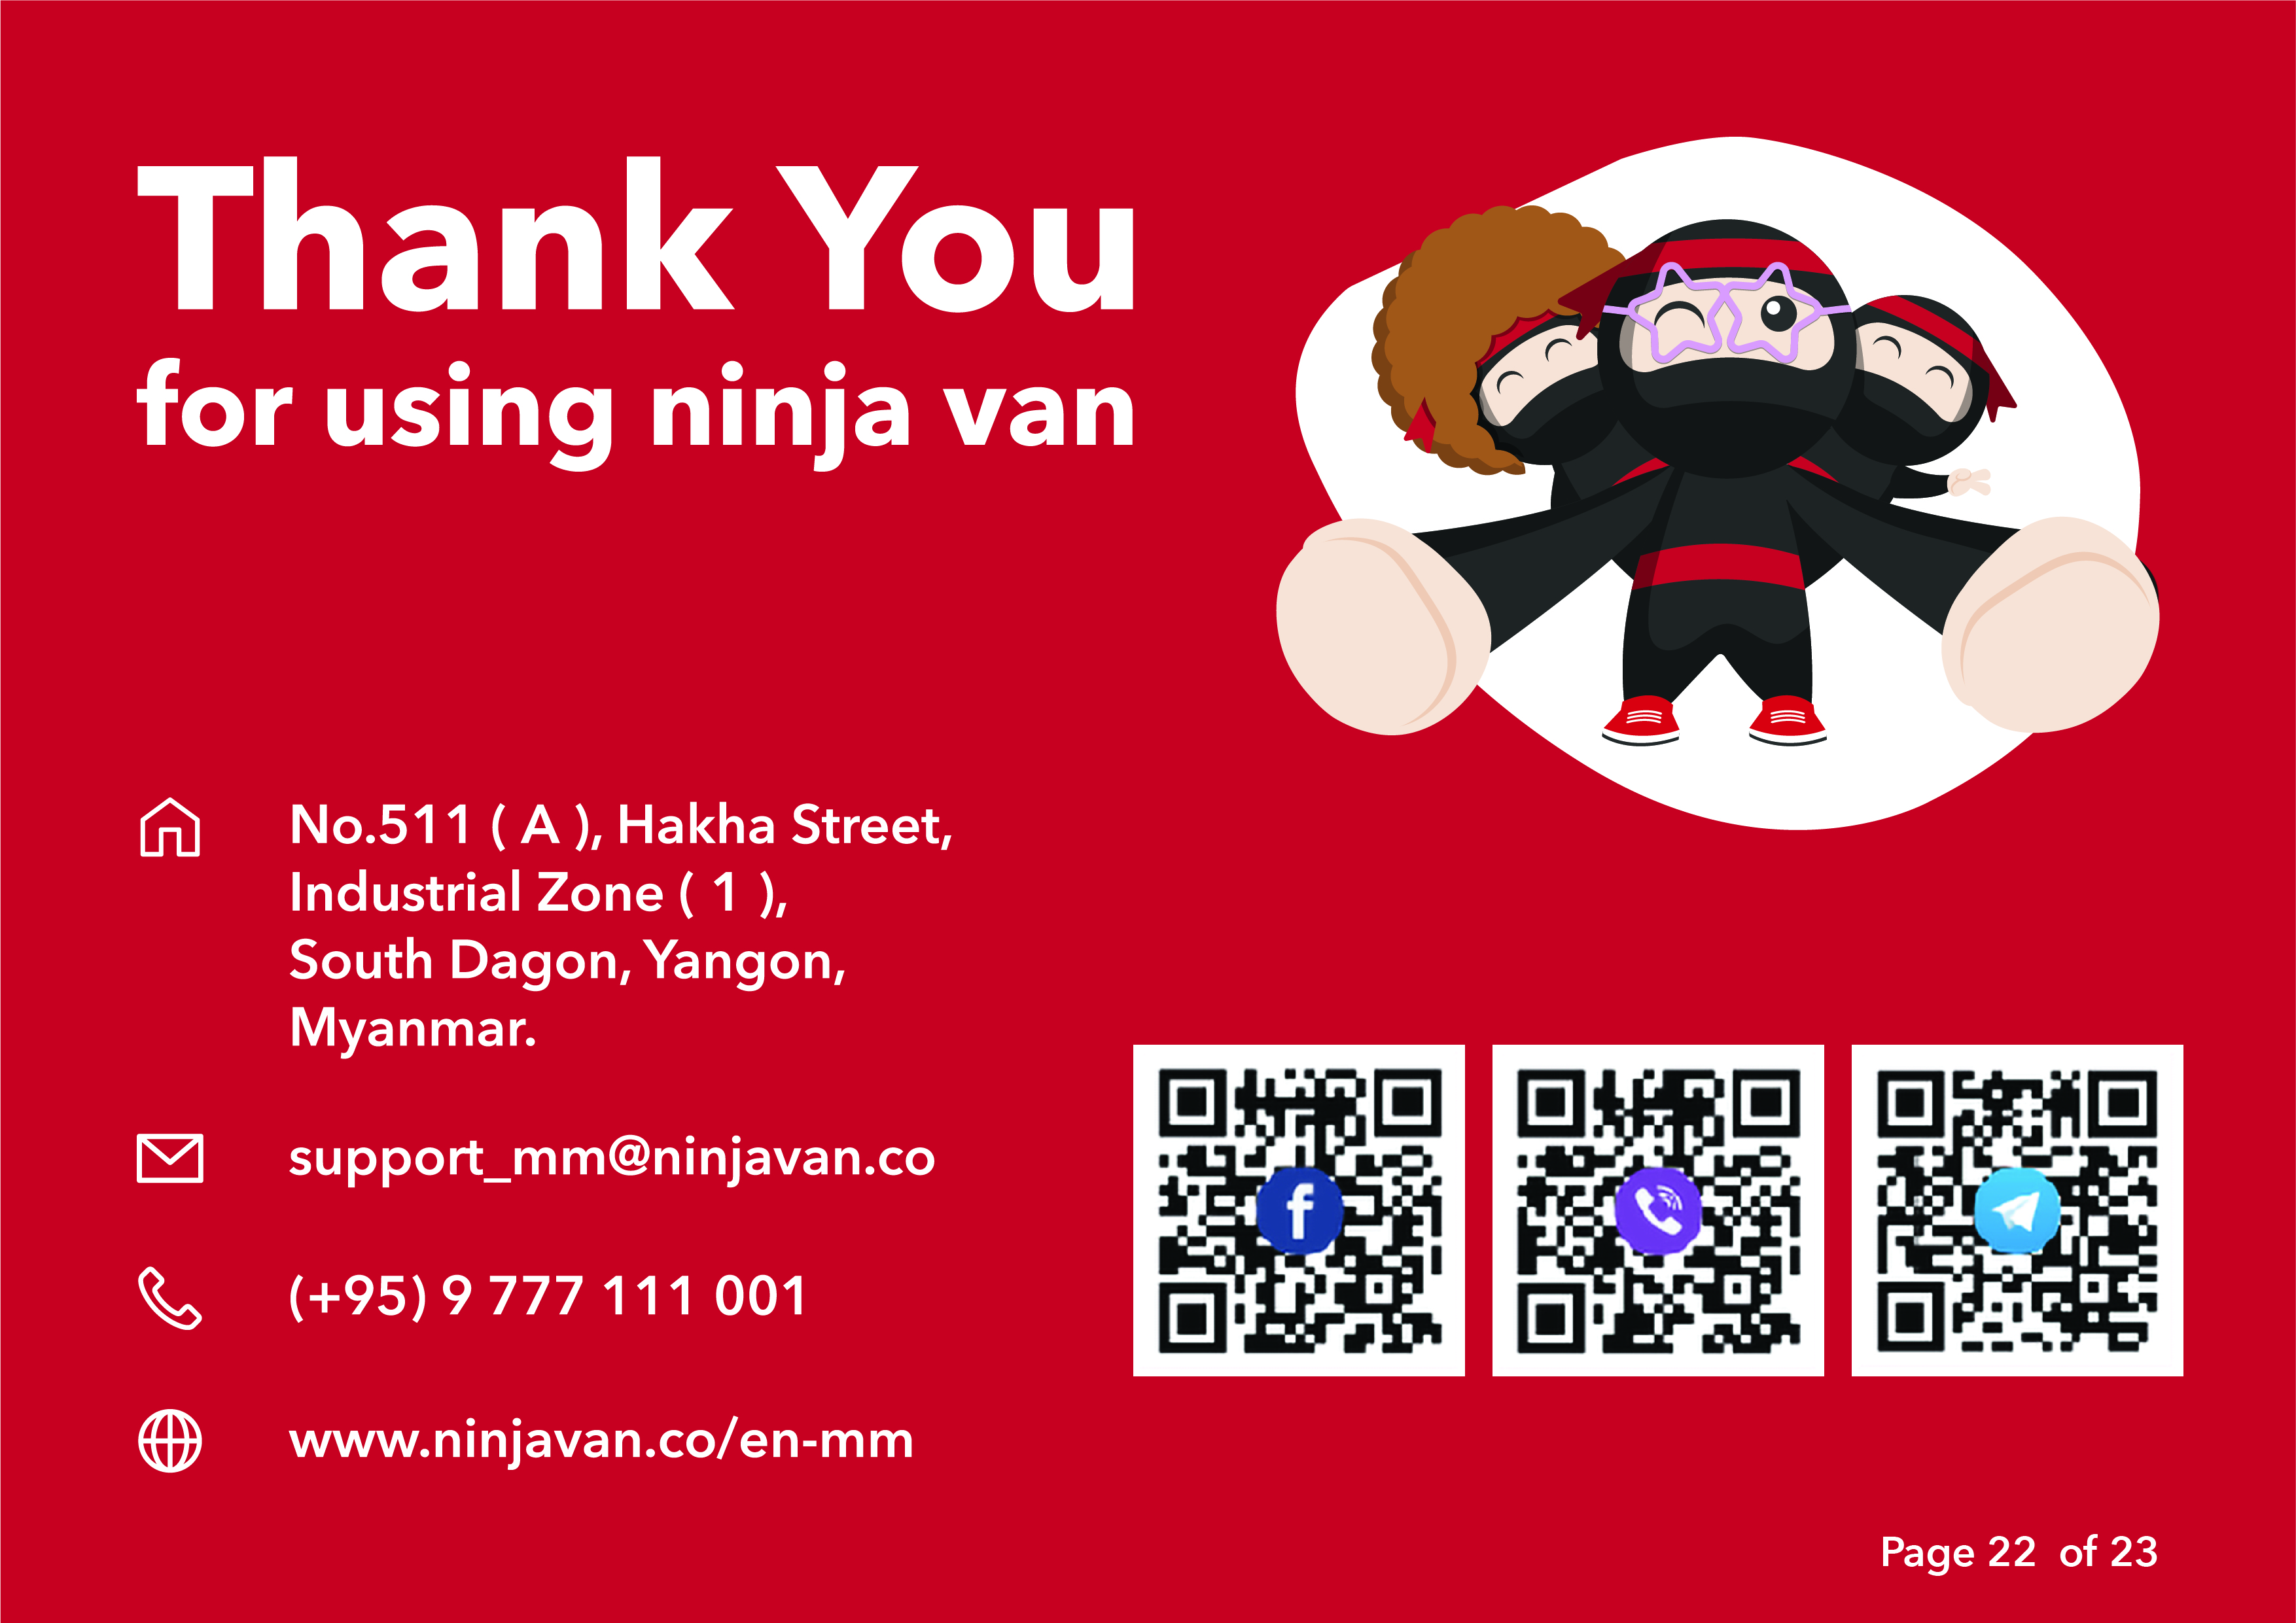 Thank You
for using ninja van
No.511 ( A ), Hakha Street,
Industrial Zone ( 1 ),
South Dagon, Yangon,
Myanmar.
support_mm@ninjavan.co
(+95) 9 777 111 001
www.ninjavan.co/en-mm
Page 22  of 23